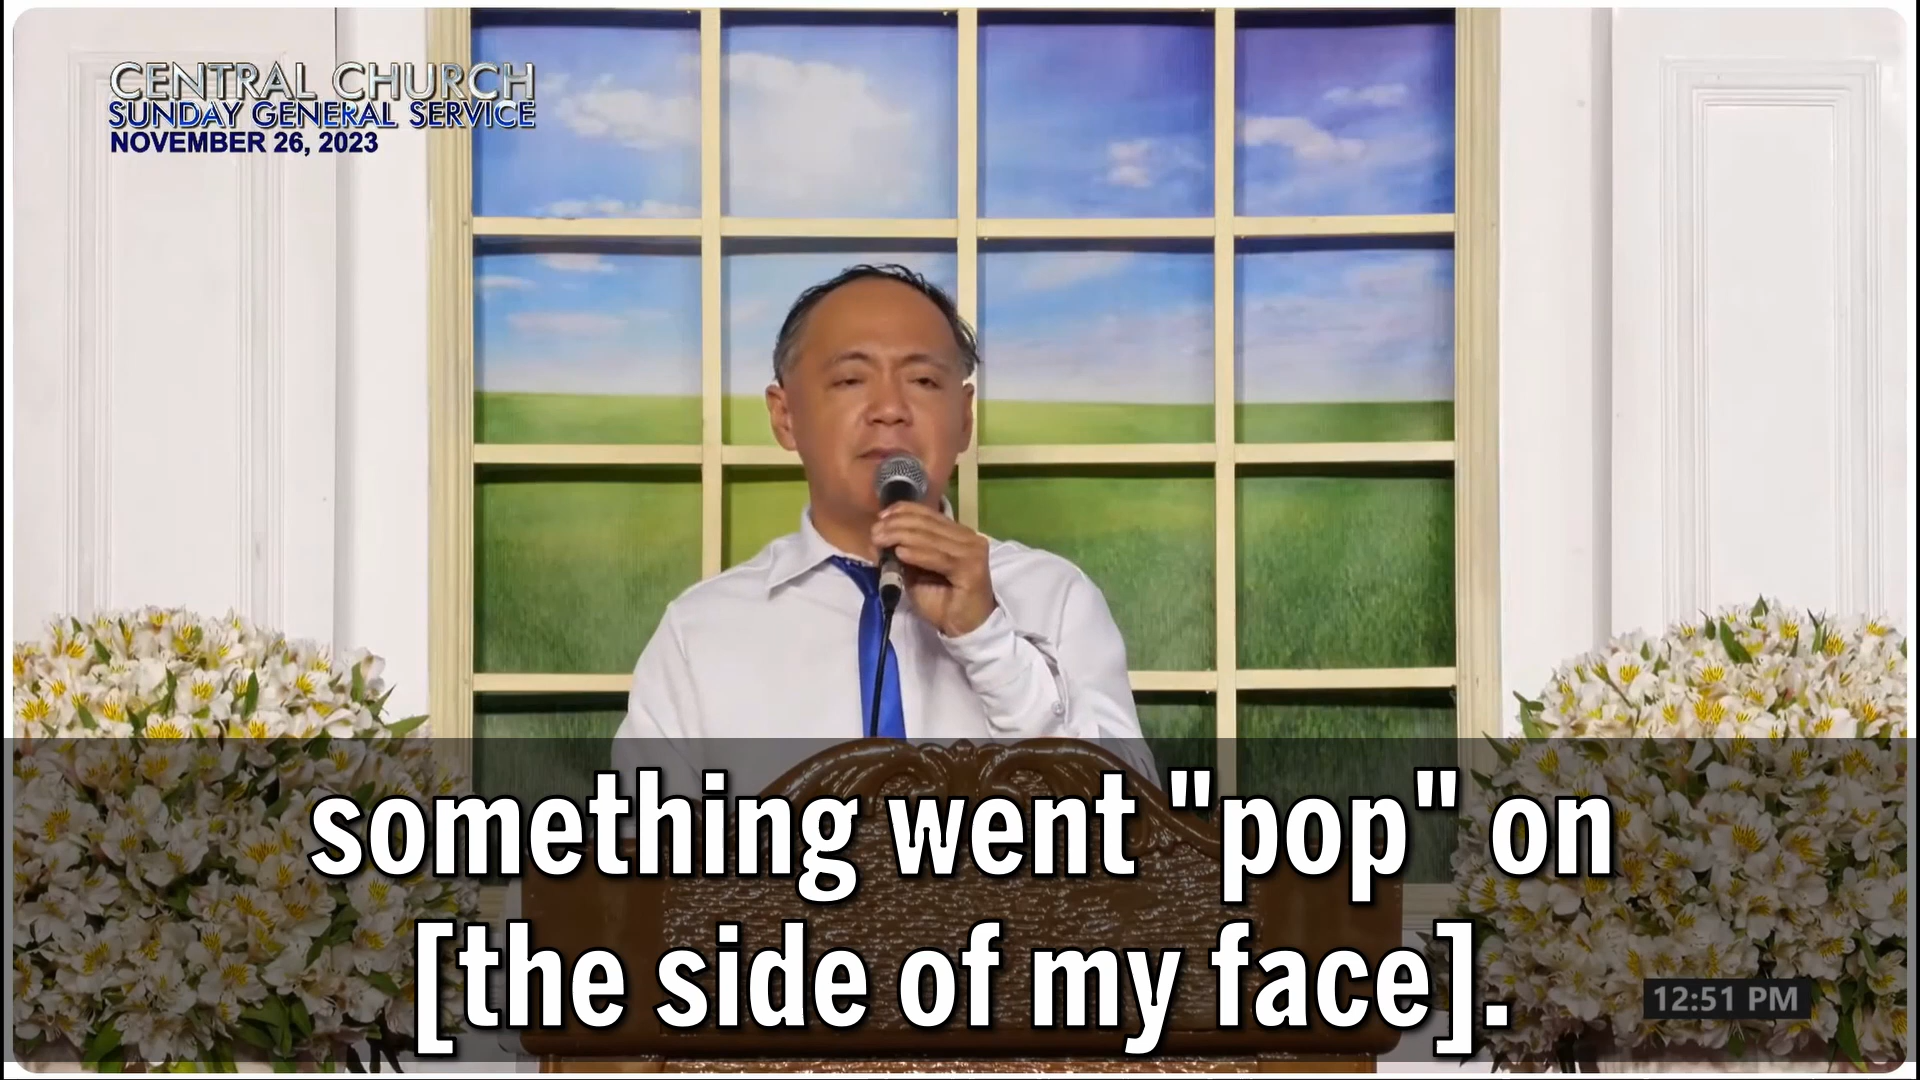 CENTRAL CHURCH
SUNDAY GENERAL SERVICE
NOVEMBER 26, 2023
something went "pop" on
[the side of my face].
12:51 PM